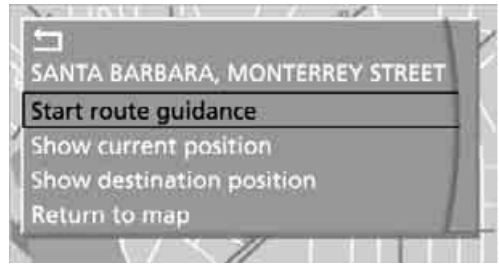 SANTA BARBARA, MONTERREY STREET
Start route guidance
Show current position
Show destination position
Return to map